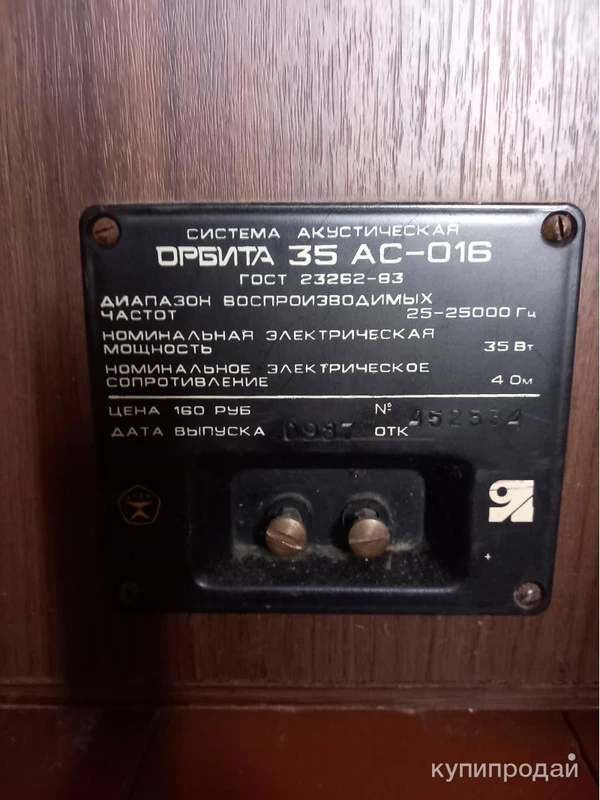 СИСТЕМА АКУСТИЧЕСКАЯ
ОРБИТА 35 АС-016
ГОСТ 23262-83
ДИАПАЗОН ВОСПРОИЗВОДИМЫХ
ЧАСТОТ 25-25000 Гц
НОМИНАЛЬНАЯ ЭЛЕКТРИЧЕСКАЯ
МОЩНОСТЬ 35 Вт
НОМИНАЛЬНОЕ ЭЛЕКТРИЧЕСКОЕ
СОПРОТИВЛЕНИЕ 4 Ом
ЦЕНА 160 РУБ №
ДАТА ВЫПУСКА 0987 ОТК
+
купипродай